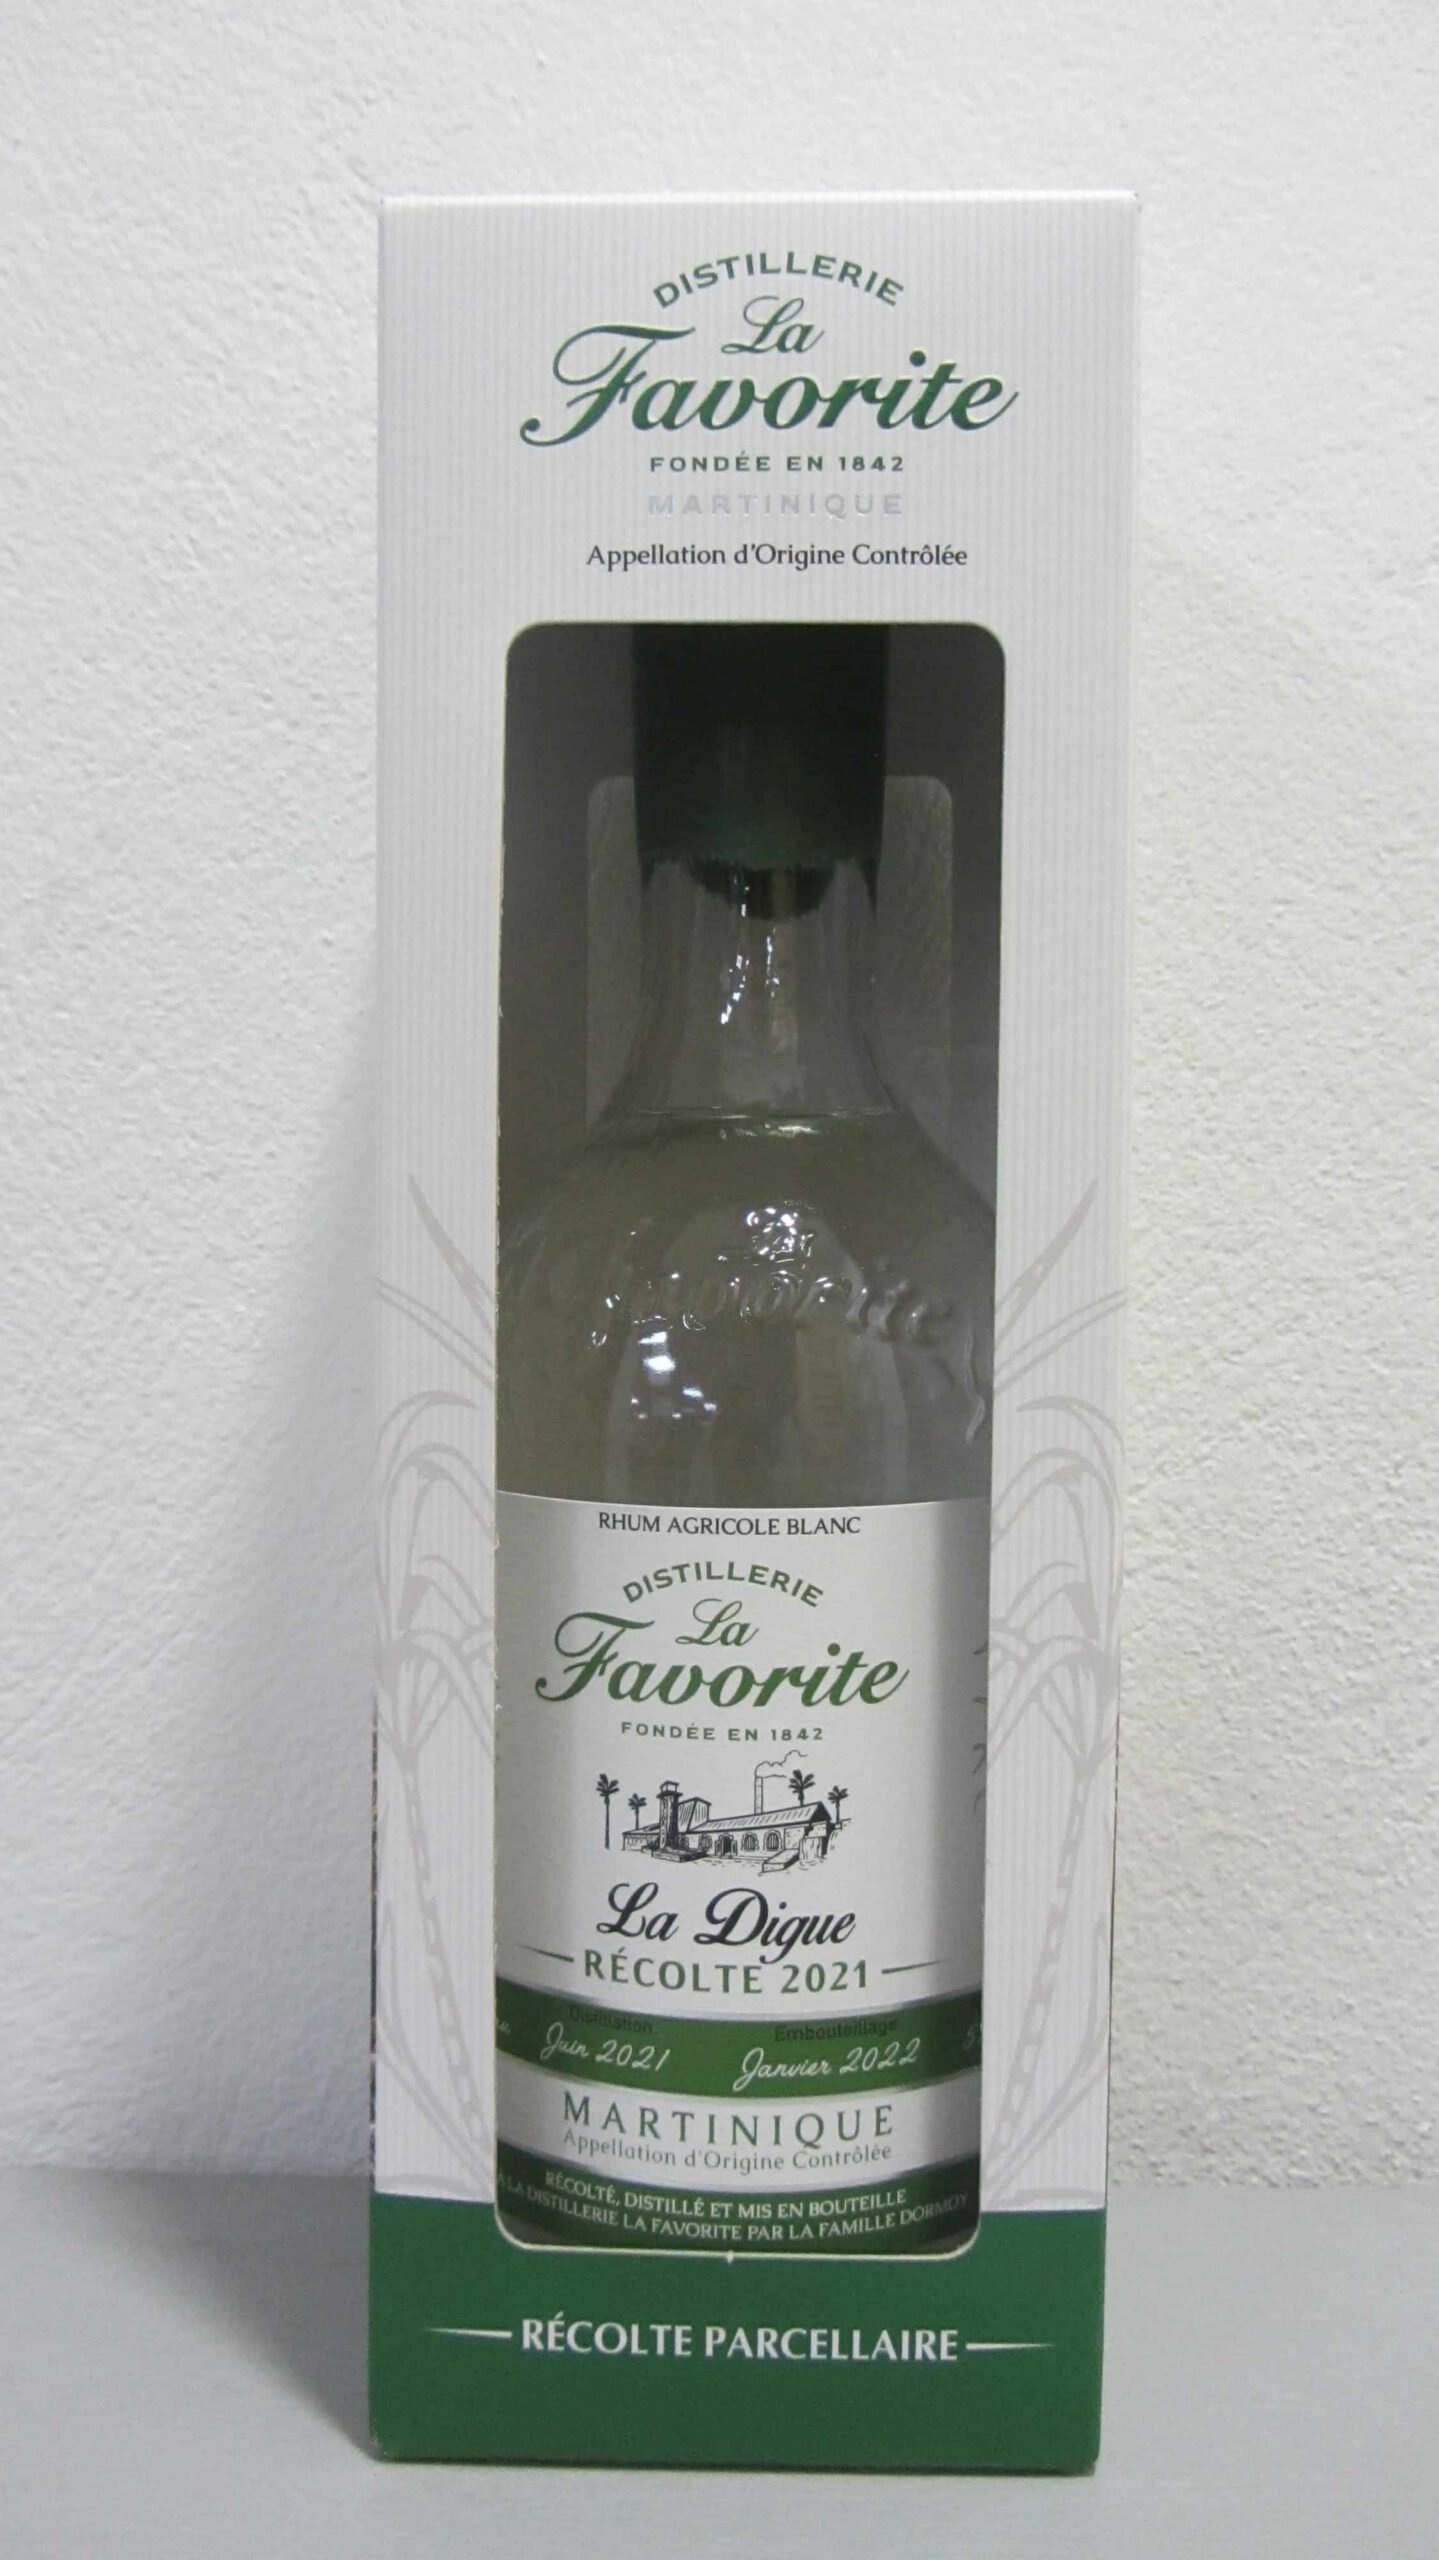 DISTILLERIE
La
Favorite
FONDÉE EN 1842
MARTINIQUE
Appellation d'Origine Contrôlée
Favorite
RHUM AGRICOLE BLANC
DISTILLERIE
La
Favorite
FONDÉE EN 1842
La Digue
RÉCOLTE 2021
Distillation Embouteillage
Juin 2021 Janvier 2022
MARTINIQUE
Appellation d'Origine Contrôlée
RÉCOLTÉ, DISTILLÉ ET MIS EN BOUTEILLE
À LA DISTILLERIE LA FAVORITE PAR LA FAMILLE DORMOY
RÉCOLTE PARCELLAIRE